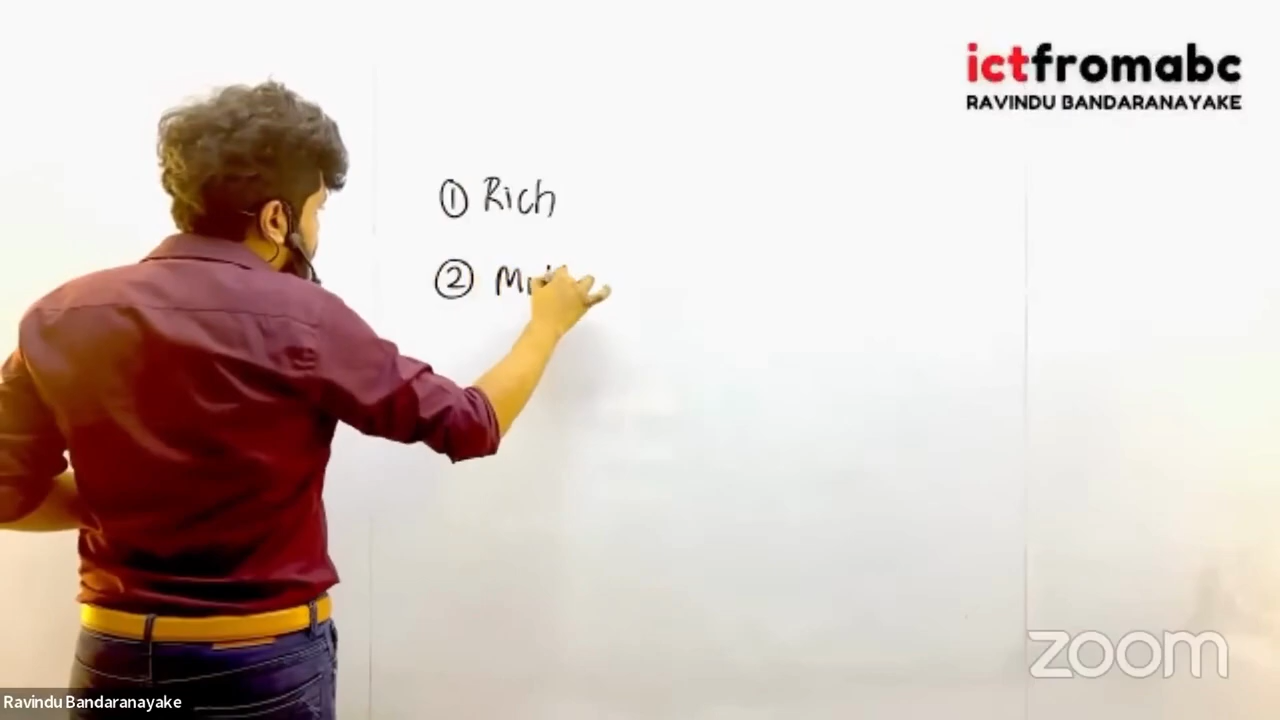 ictfromabc
RAVINDU BANDARANAYAKE
① Rich
②
zoom
Ravindu Bandaranayake